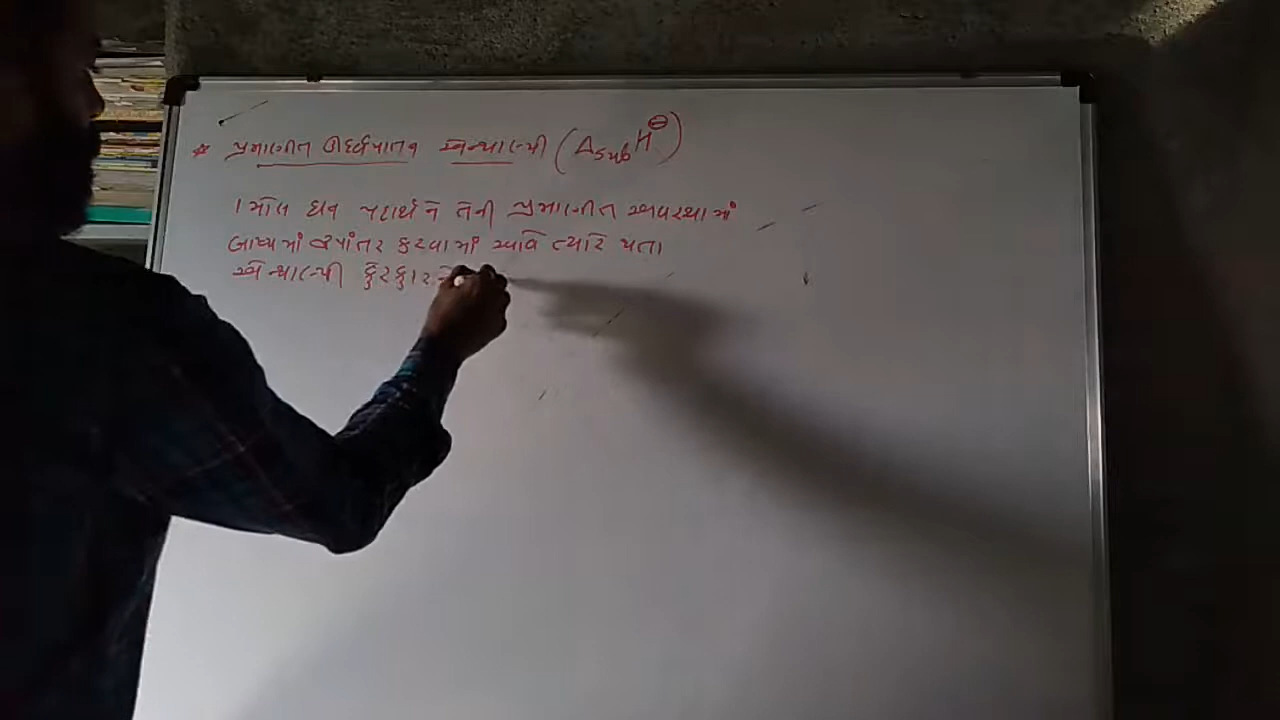 * પ્રમાણીત ઊર્ધ્વપાતન એન્થાલ્પી (ΔsubH⊖)
1 મોલ ઘન પદાર્થને તેની પ્રમાણીત અવસ્થામાં
બાષ્પમાં રૂપાંતર કરવામાં આવે ત્યારે થતા
એન્થાલ્પી ફેરફારને